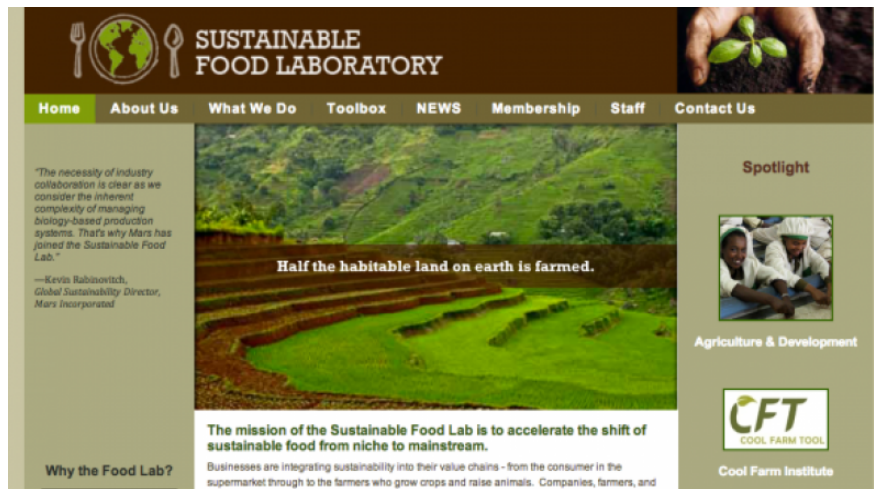 SUSTAINABLE
FOOD LABORATORY
Home About Us What We Do Toolbox NEWS Membership Staff Contact Us
"The necessity of industry
collaboration is clear as we
consider the inherent
complexity of managing
biology-based production
systems. That's why Mars has
joined the Sustainable Food
Lab."
—Kevin Rabinovitch,
Global Sustainability Director,
Mars Incorporated
Why the Food Lab?
Half the habitable land on earth is farmed.
The mission of the Sustainable Food Lab is to accelerate the shift of
sustainable food from niche to mainstream.
Businesses are integrating sustainability into their value chains - from the consumer in the
supermarket through to the farmers who grow crops and raise animals. Companies, farmers, and
Spotlight
Agriculture & Development
CFT
COOL FARM TOOL
Cool Farm Institute